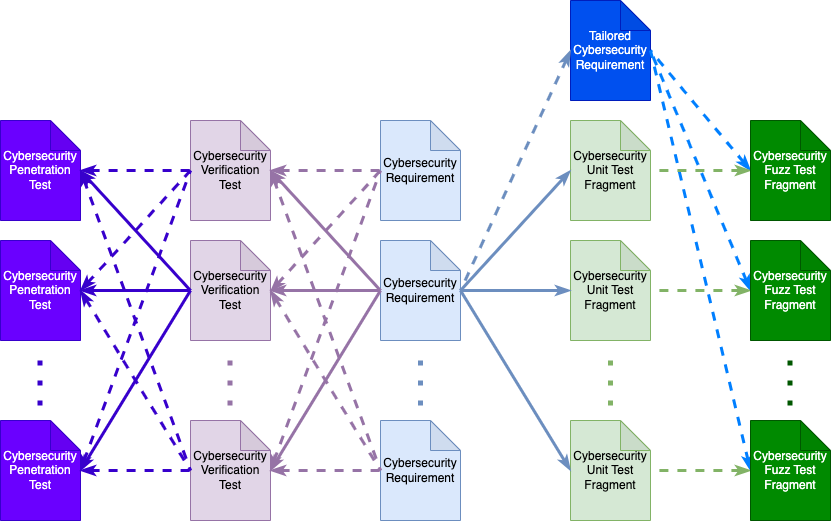 Tailored
Cybersecurity
Requirement
Cybersecurity
Penetration
Test
Cybersecurity
Verification
Test
Cybersecurity
Requirement
Cybersecurity
Unit Test
Fragment
Cybersecurity
Fuzz Test
Fragment
Cybersecurity
Penetration
Test
Cybersecurity
Verification
Test
Cybersecurity
Requirement
Cybersecurity
Unit Test
Fragment
Cybersecurity
Fuzz Test
Fragment
Cybersecurity
Penetration
Test
Cybersecurity
Verification
Test
Cybersecurity
Requirement
Cybersecurity
Unit Test
Fragment
Cybersecurity
Fuzz Test
Fragment